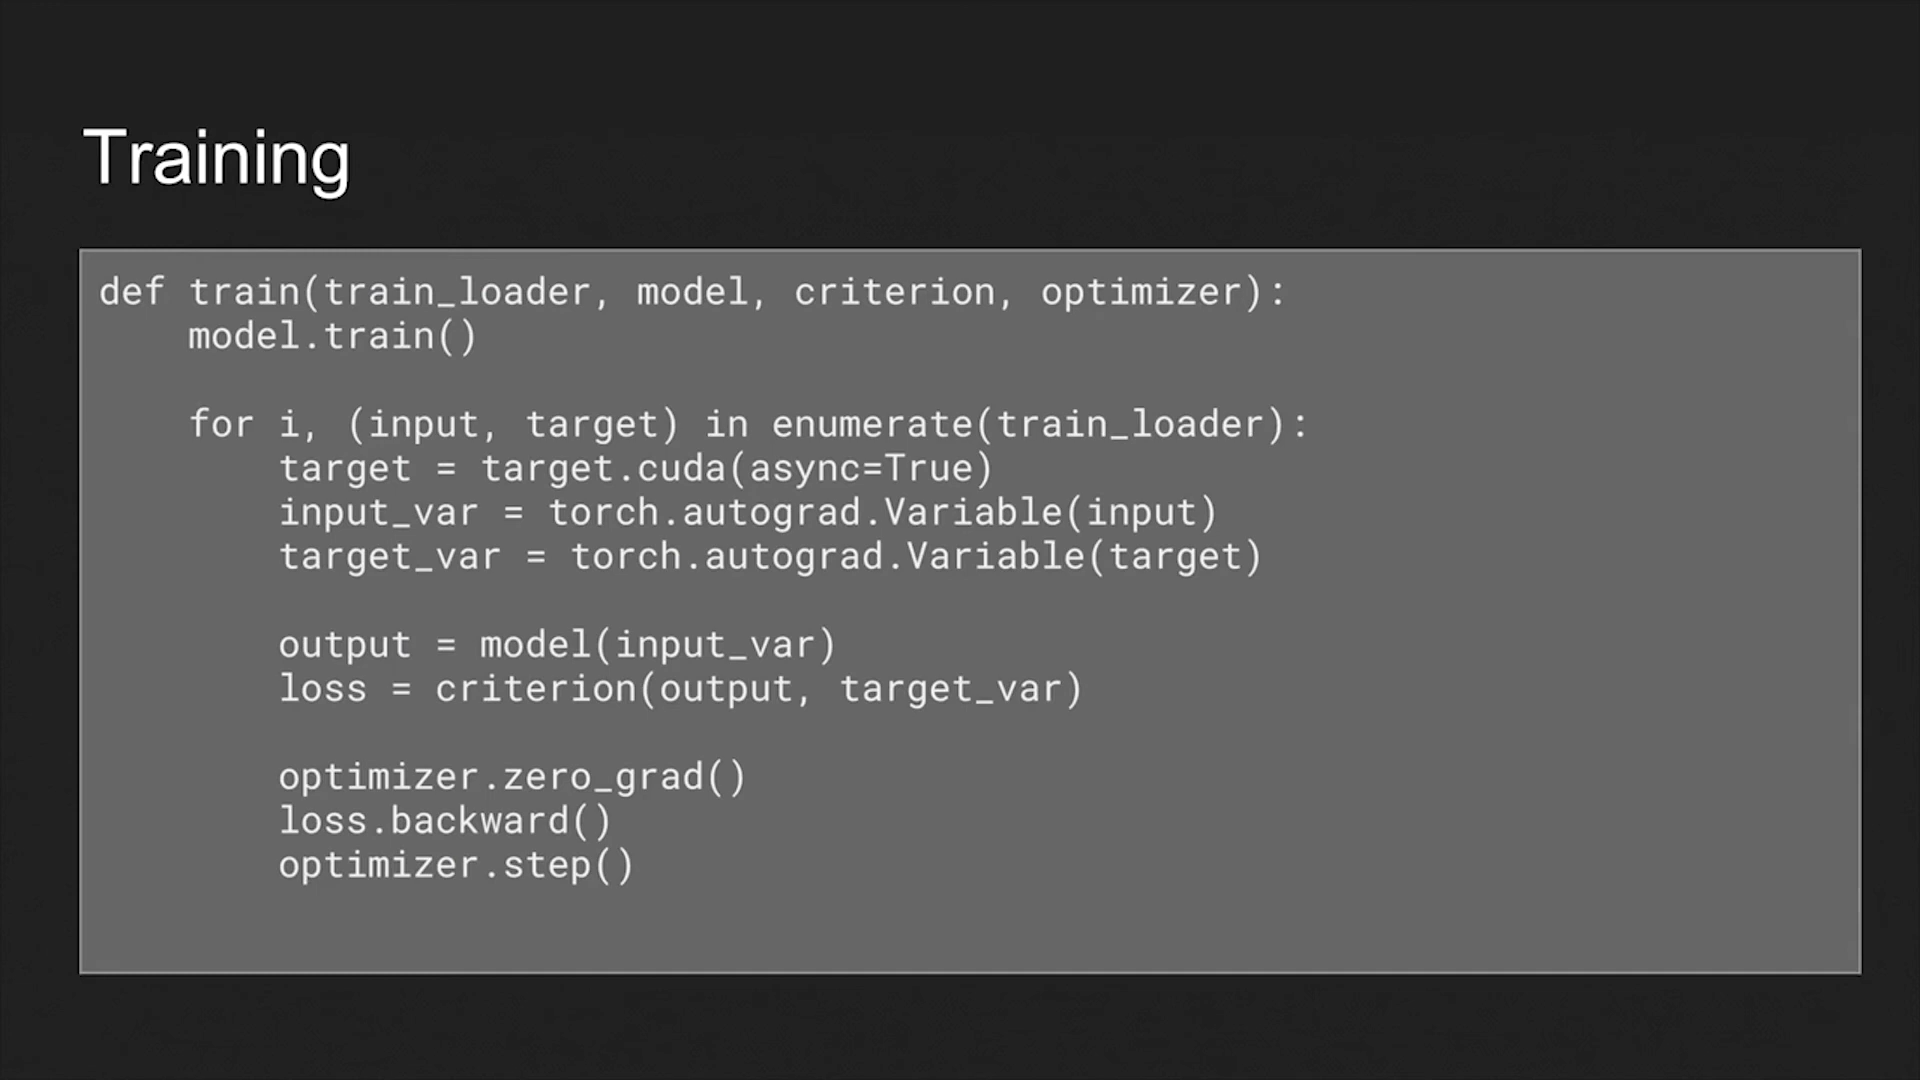 Training
def train(train_loader, model, criterion, optimizer):
    model.train()

    for i, (input, target) in enumerate(train_loader):
        target = target.cuda(async=True)
        input_var = torch.autograd.Variable(input)
        target_var = torch.autograd.Variable(target)

        output = model(input_var)
        loss = criterion(output, target_var)

        optimizer.zero_grad()
        loss.backward()
        optimizer.step()